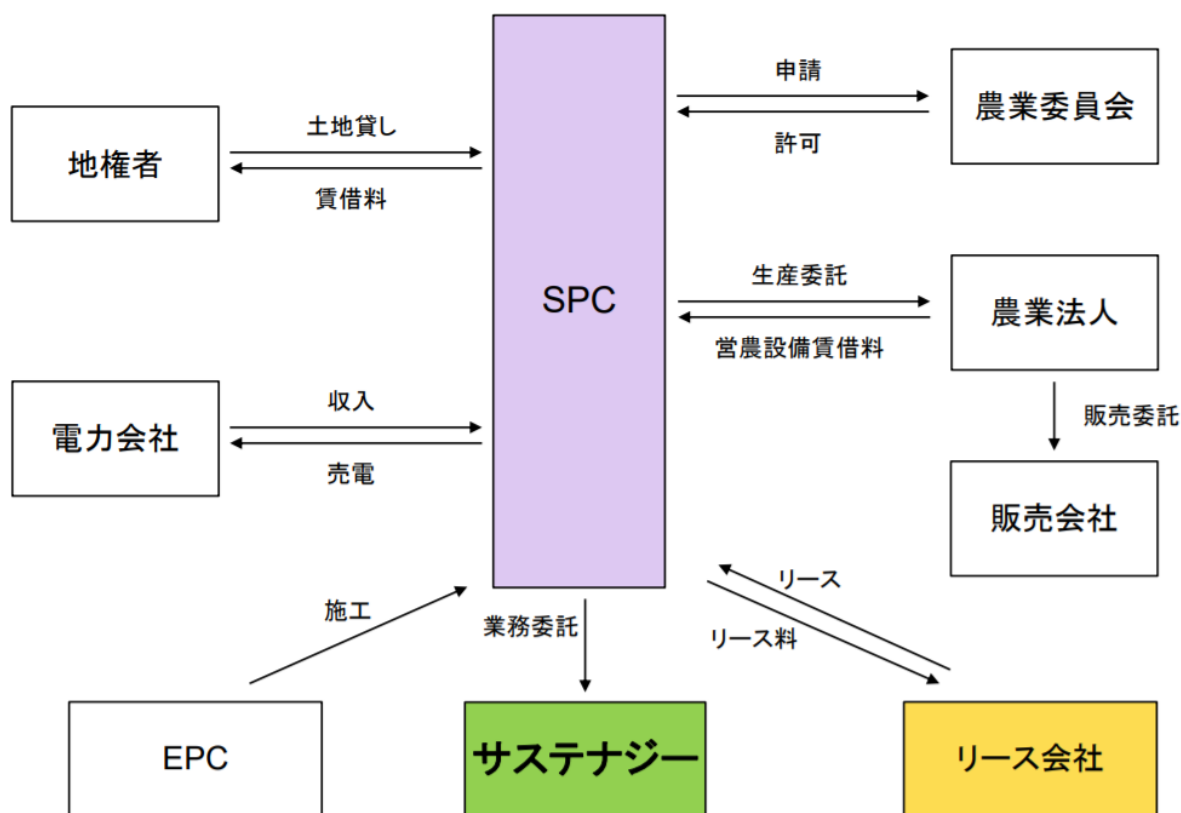 申請
農業委員会
許可
土地貸し
地権者
賃借料
SPC
生産委託
農業法人
営農設備賃借料
収入
電力会社
売電
販売委託
販売会社
リース
リース料
施工
業務委託
EPC
サステナジー
リース会社